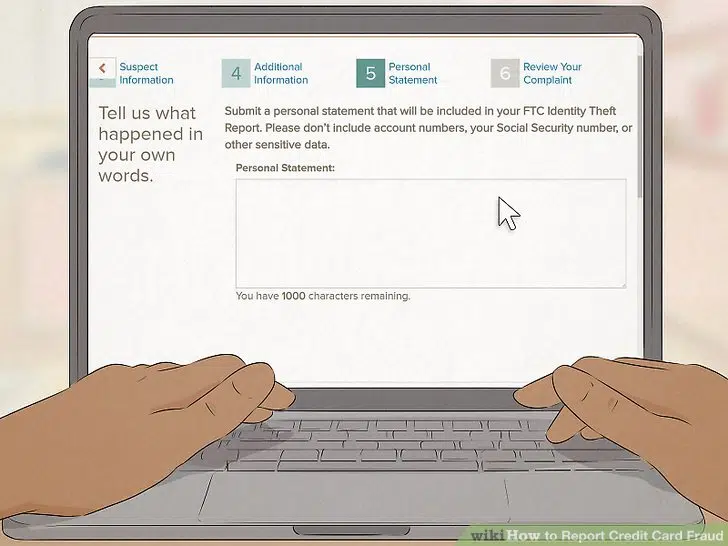 Suspect
Information
4
Additional
Information
5
Personal
Statement
6
Review Your
Complaint
Tell us what
happened in
your own
words.
Submit a personal statement that will be included in your FTC Identity Theft
Report. Please don't include account numbers, your Social Security number, or
other sensitive data.
Personal Statement:
You have 1000 characters remaining.
wikiHow to Report Credit Card Fraud